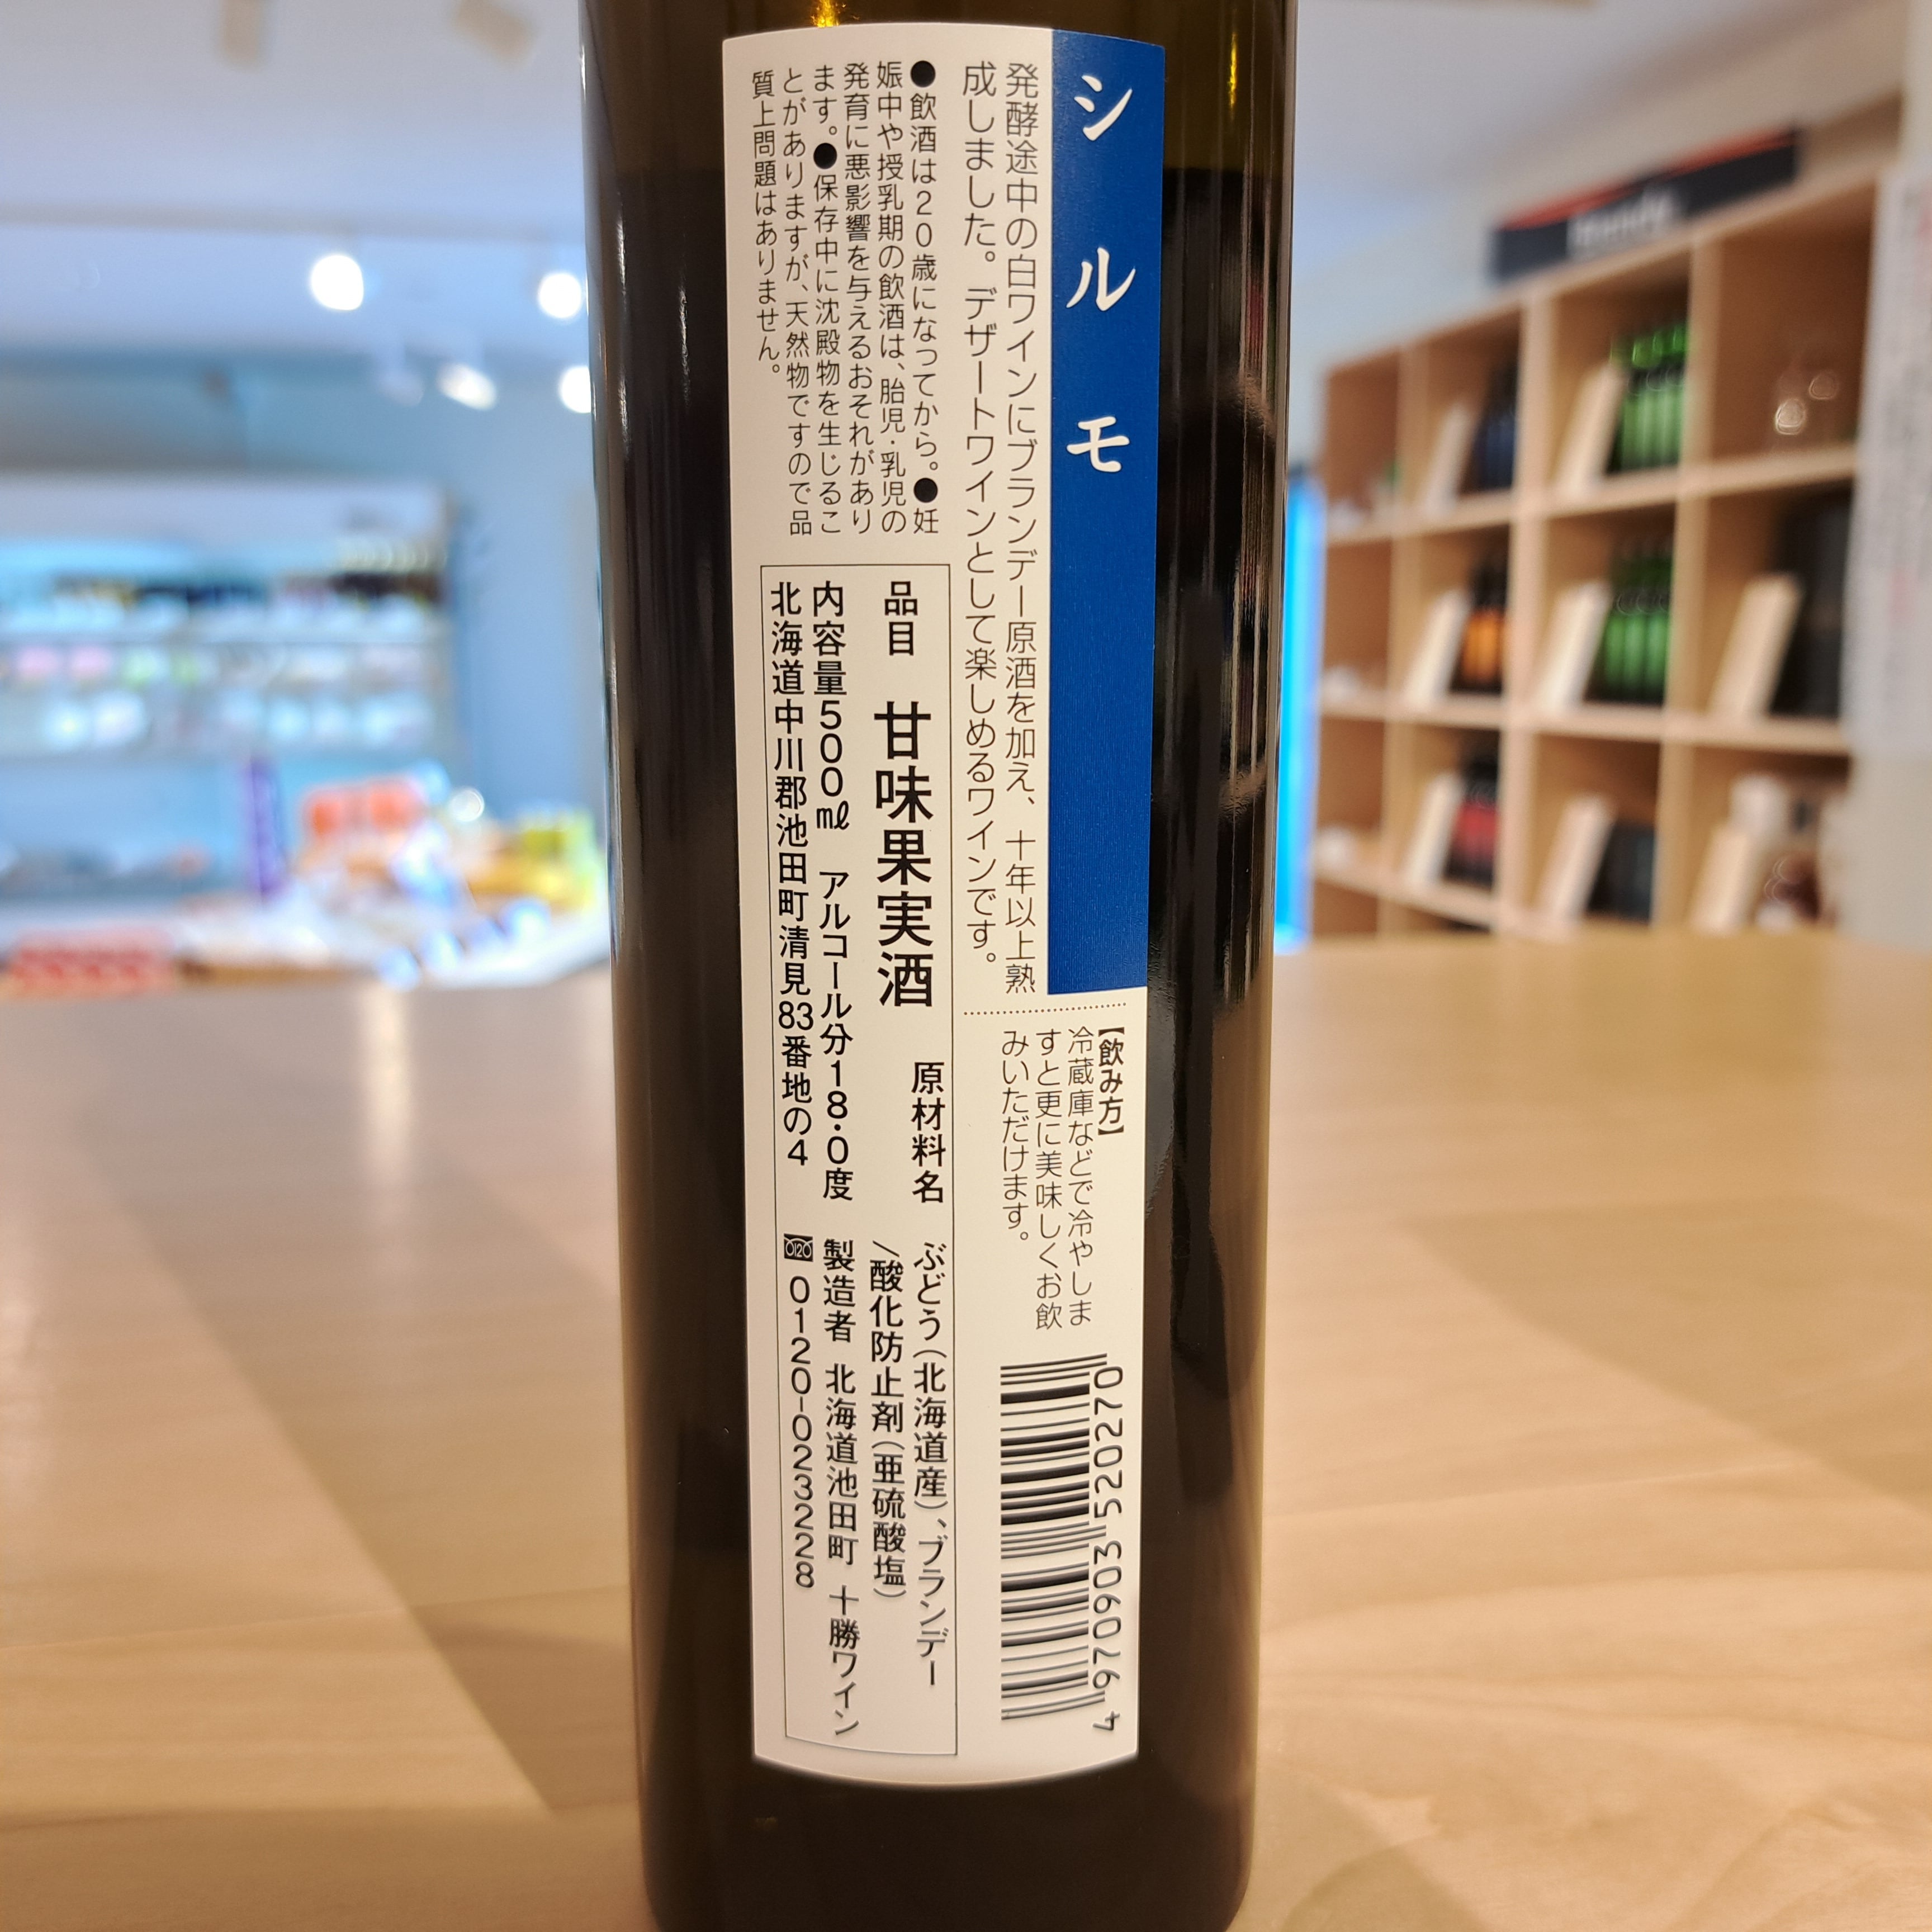 シルモ
発酵途中の白ワインにブランデー原酒を加え、十年以上熟
成しました。デザートワインとして楽しめるワインです。
【飲み方】
冷蔵庫などで冷やしま
すと更に美味しくお飲
みいただけます。
4 970903 520270
●飲酒は20歳になってから。●妊
娠中や授乳期の飲酒は、胎児・乳児の
発育に悪影響を与えるおそれがあり
ます。●保存中に沈殿物を生じるこ
とがありますが、天然物ですので品
質上問題はありません。
品目 甘味果実酒
原材料名 ぶどう(北海道産)、ブランデー
/酸化防止剤(亜硫酸塩)
内容量500㎖ アルコール分18.0度
製造者 北海道池田町 十勝ワイン
北海道中川郡池田町清見83番地の4
0120-023228